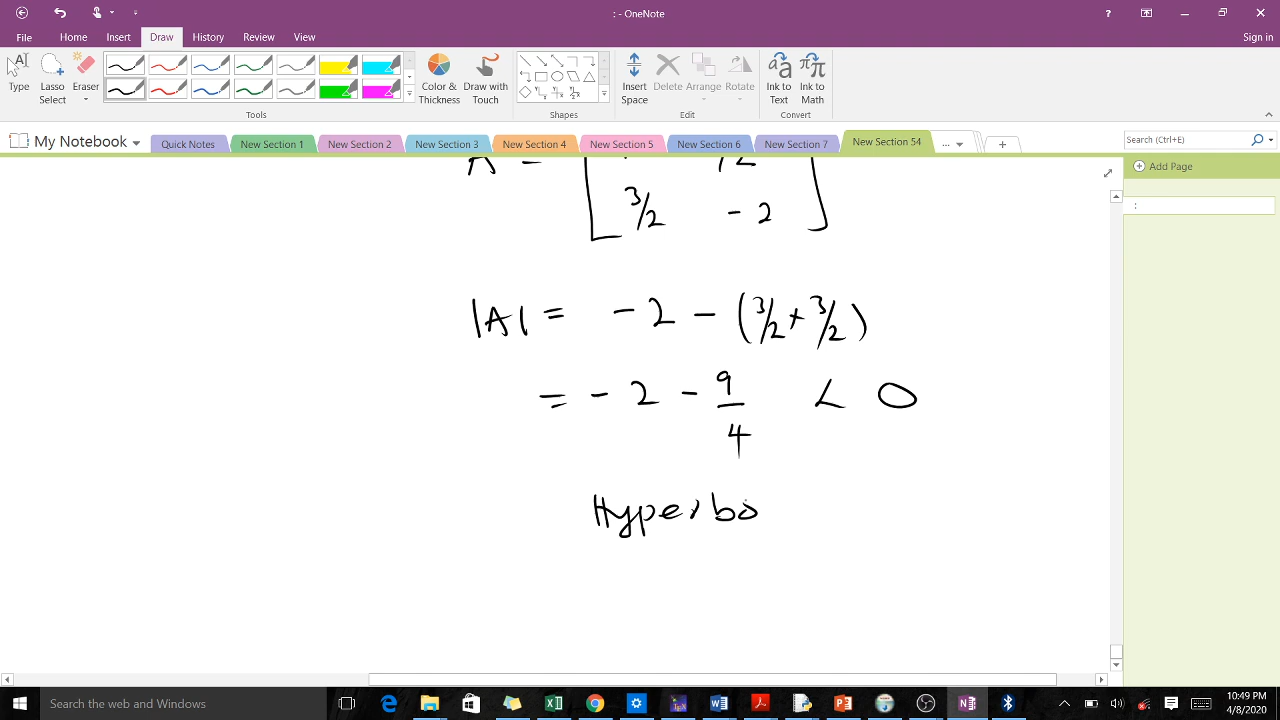 : - OneNote
?
File Home Insert Draw History Review View
Sign in
Type
Lasso Select
Eraser
Color & Thickness
Draw with Touch
Insert Space
Delete
Arrange
Rotate
Ink to Text
Ink to Math
Tools
Shapes
Edit
Convert
My Notebook
Quick Notes
New Section 1
New Section 2
New Section 3
New Section 4
New Section 5
New Section 6
New Section 7
New Section 54
...
+
Search (Ctrl+E)
Add Page
:
A =
3/2 - 2
|A| = - 2 - (3/2 + 3/2)
= - 2 - 9/4 < 0
Hyperbo
Search the web and Windows
10:49 PM
4/8/2020